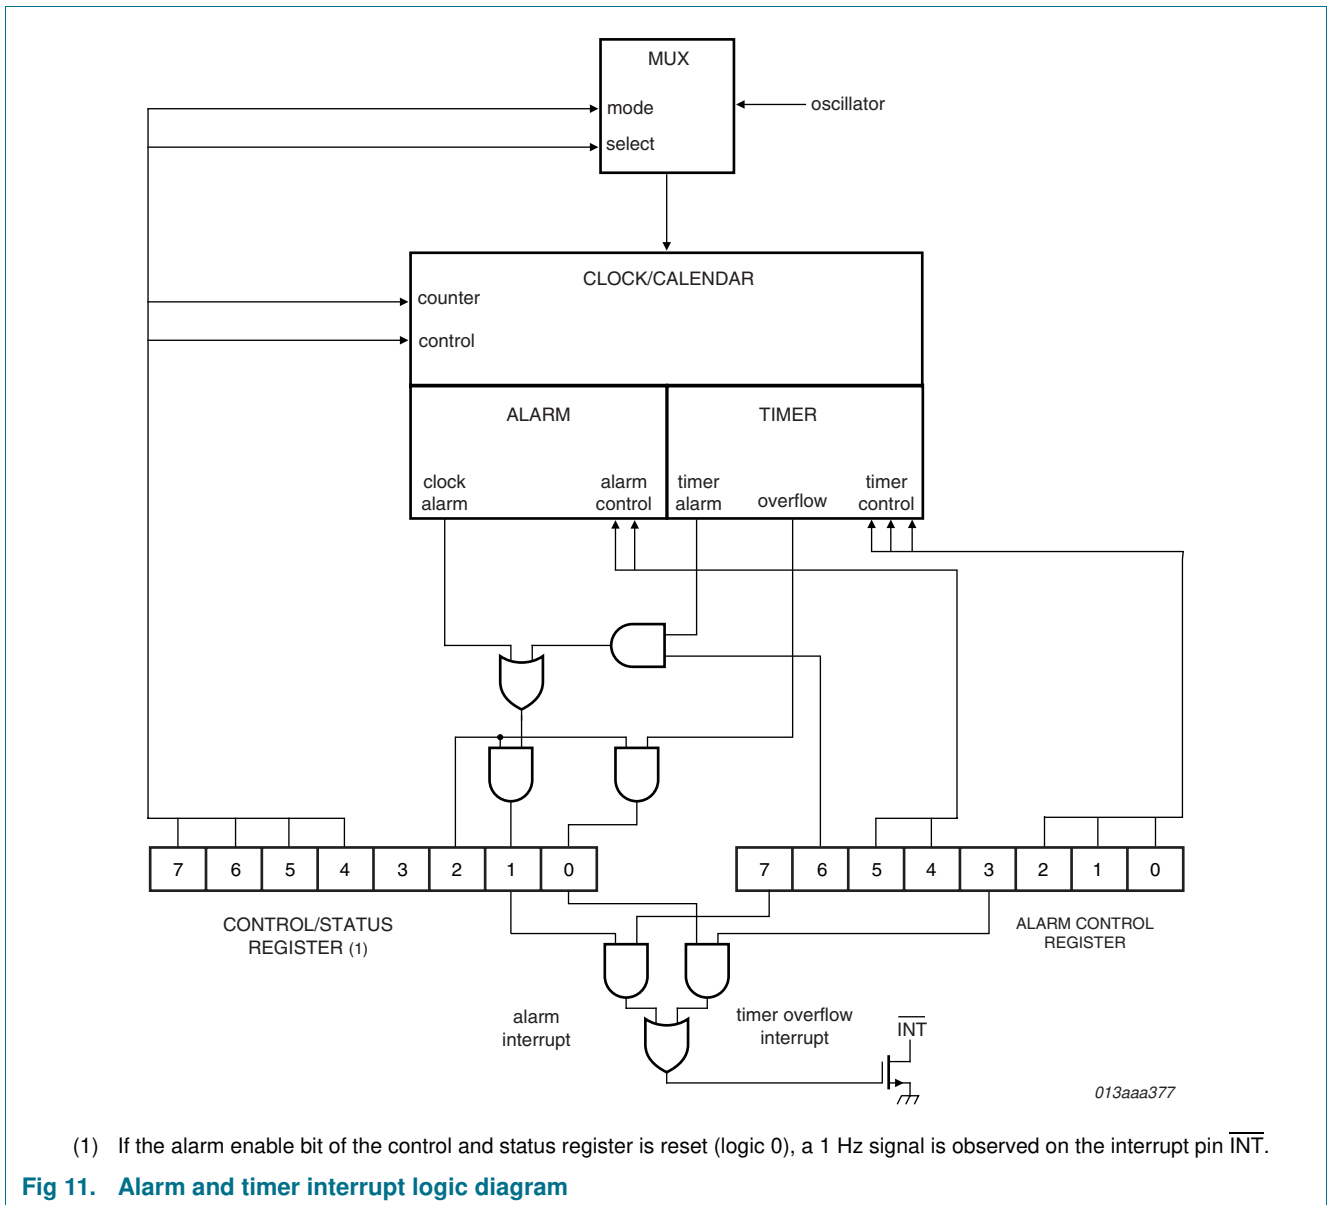 MUX
mode
oscillator
select
CLOCK/CALENDAR
counter
control
ALARM
TIMER
clock
alarm
alarm
control
timer
alarm
overflow
timer
control
7 6 5 4 3 2 1 0
7 6 5 4 3 2 1 0
CONTROL/STATUS
REGISTER (1)
ALARM CONTROL
REGISTER
alarm
interrupt
timer overflow
interrupt
INT
013aaa377
(1) If the alarm enable bit of the control and status register is reset (logic 0), a 1 Hz signal is observed on the interrupt pin INT.
Fig 11. Alarm and timer interrupt logic diagram